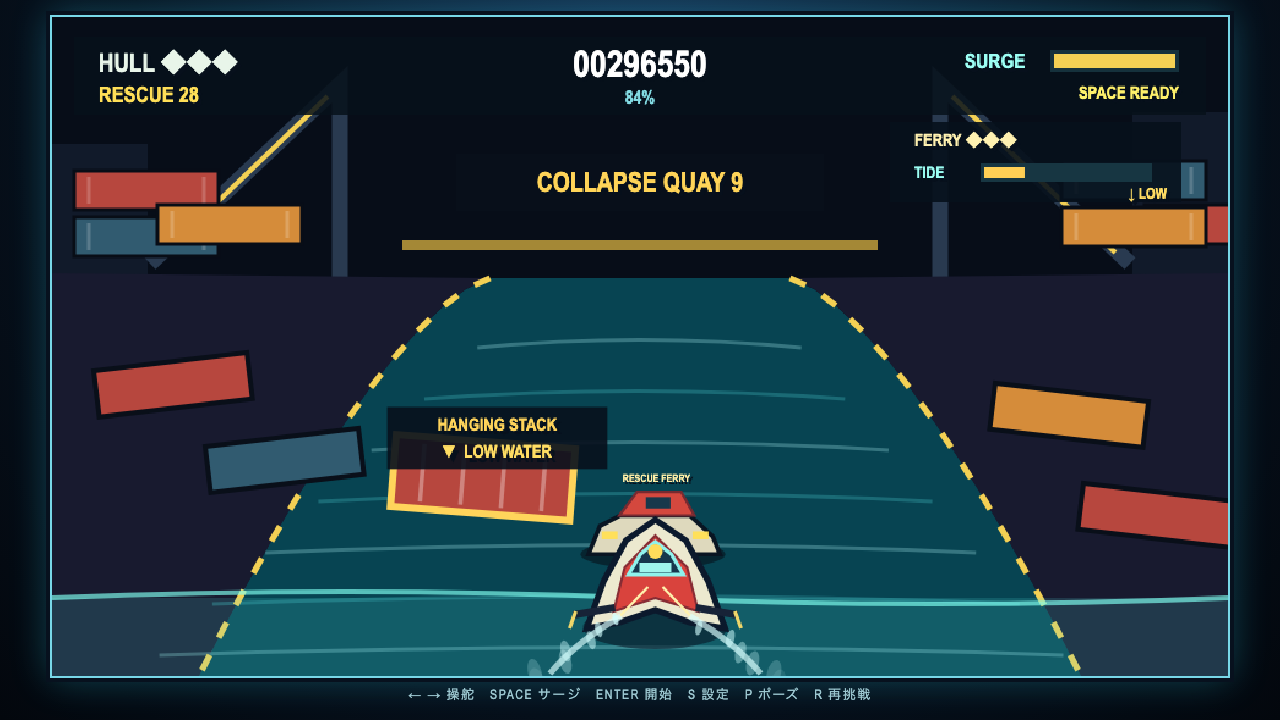 HULL
RESCUE 28
00296550
84%
SURGE
SPACE READY
FERRY
TIDE
↓ LOW
COLLAPSE QUAY 9
HANGING STACK
▼ LOW WATER
RESCUE FERRY
← → 操舵 SPACE サージ ENTER 開始 S 設定 P ポーズ R 再挑戦